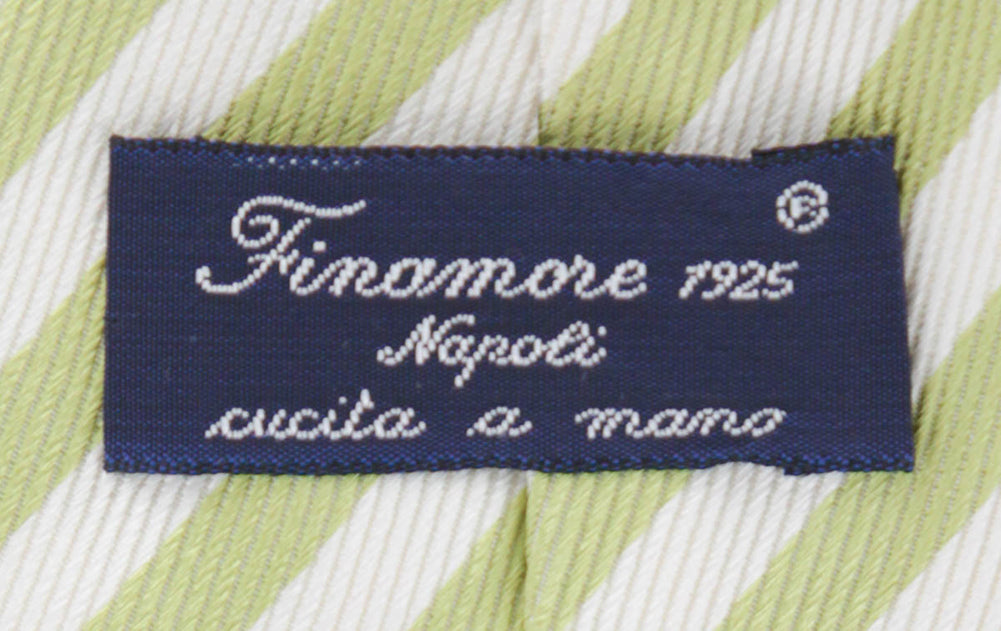 Finamore 1925 ®
Napoli
cucita a mano